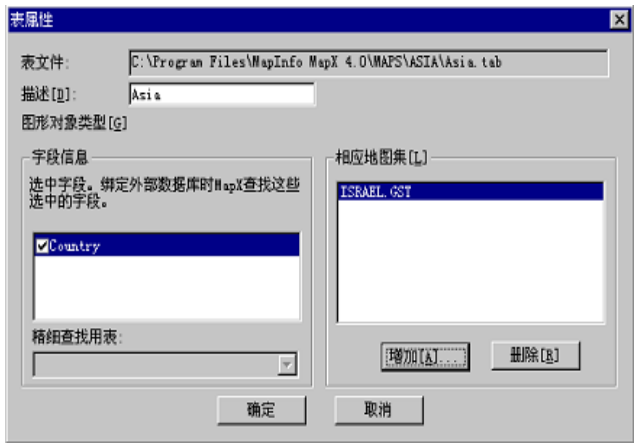 表属性
表文件: C:\Program Files\MapInfo MapX 4.0\MAPS\ASIA\Asia.tab
描述[D]: Asia
图形对象类型[G]
字段信息
选中字段。绑定外部数据库时MapX查找这些
选中的字段。
Country
精细查找用表:
相应地图集[L]
ISRAEL.GST
增加[A]...
删除[R]
确定
取消